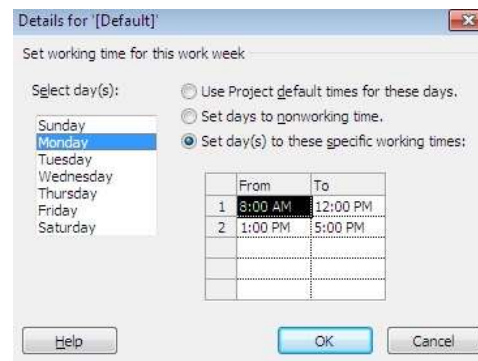 Details for '[Default]'
Set working time for this work week
Select day(s):
Sunday
Monday
Tuesday
Wednesday
Thursday
Friday
Saturday
Use Project default times for these days.
Set days to nonworking time.
Set day(s) to these specific working times:
From To
1 8:00 AM 12:00 PM
2 1:00 PM 5:00 PM
Help OK Cancel